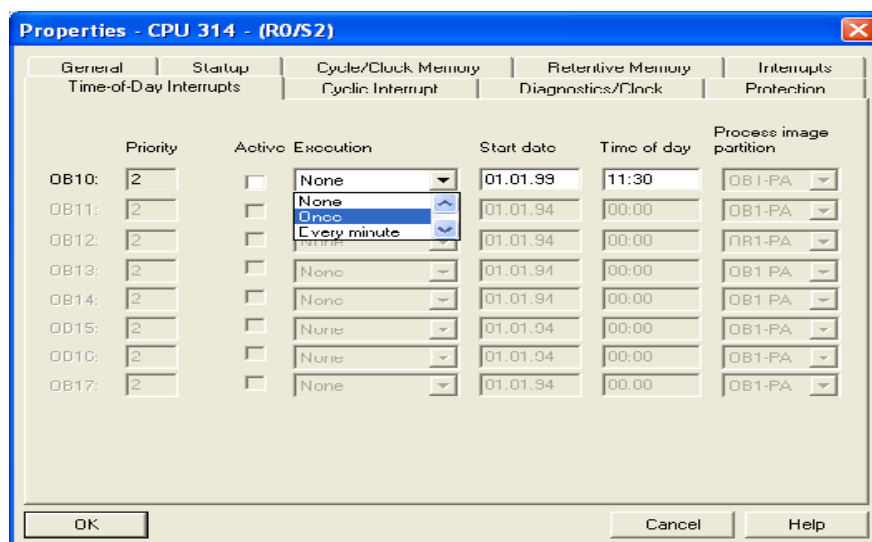 Properties - CPU 314 - (R0/S2)
General Startup Cycle/Clock Memory Retentive Memory Interrupts
Time-of-Day Interrupts Cyclic Interrupt Diagnostics/Clock Protection
Priority Active Execution Start date Time of day Process image partition
OB10: 2 None 01.01.99 11:30 OB1-PA
None
Once
Every minute
OB11: 2 01.01.94 00:00 OB1-PA
OB12: 2 None 01.01.94 00:00 OB1-PA
OB13: 2 None 01.01.94 00:00 OB1 PA
OB14: 2 None 01.01.94 00:00 OB1 PA
OB15: 2 None 01.01.94 00:00 OB1-PA
OB16: 2 None 01.01.94 00:00 OB1-PA
OB17: 2 None 01.01.94 00:00 OB1-PA
OK Cancel Help